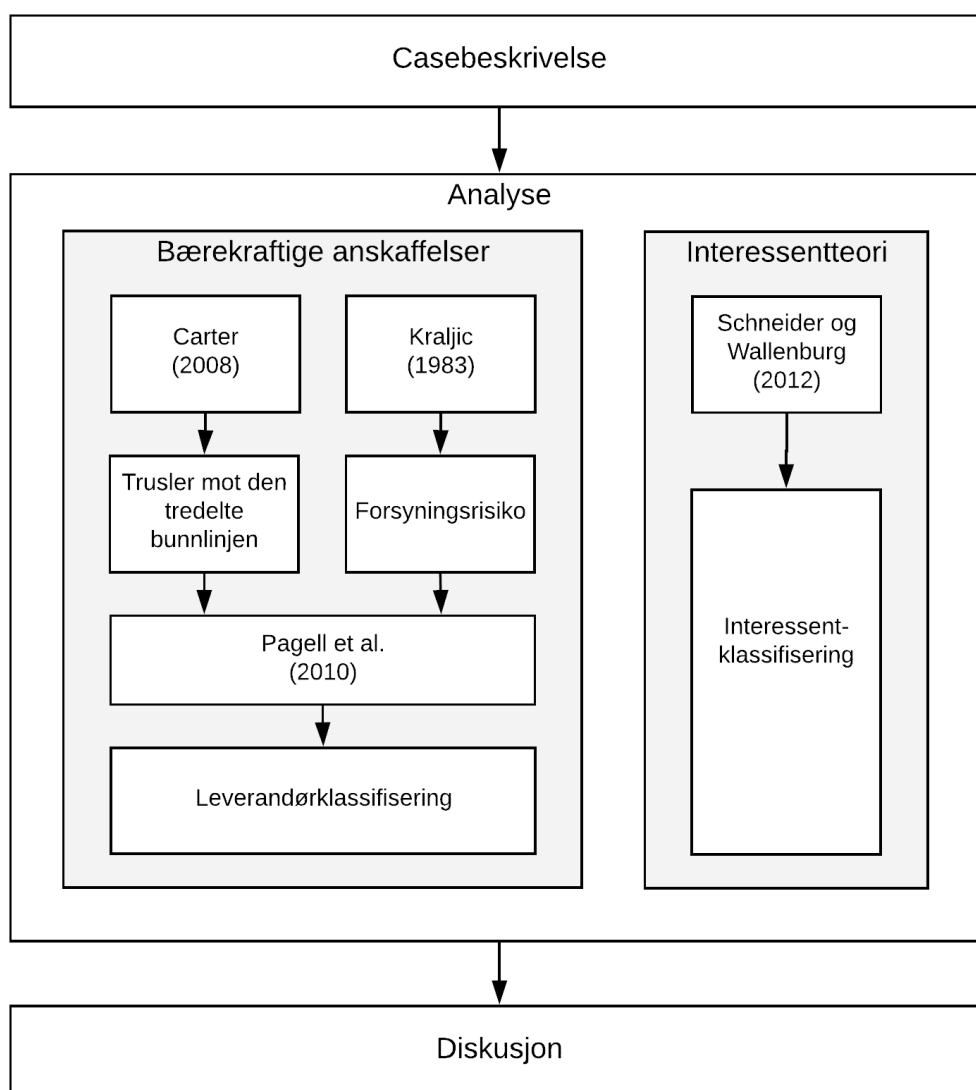 Casebeskrivelse
Analyse
Bærekraftige anskaffelser
Carter
(2008)
Kraljic
(1983)
Trusler mot den
tredelte
bunnlinjen
Forsyningsrisiko
Pagell et al.
(2010)
Leverandørklassifisering
Interessentteori
Schneider og
Wallenburg
(2012)
Interessent-
klassifisering
Diskusjon